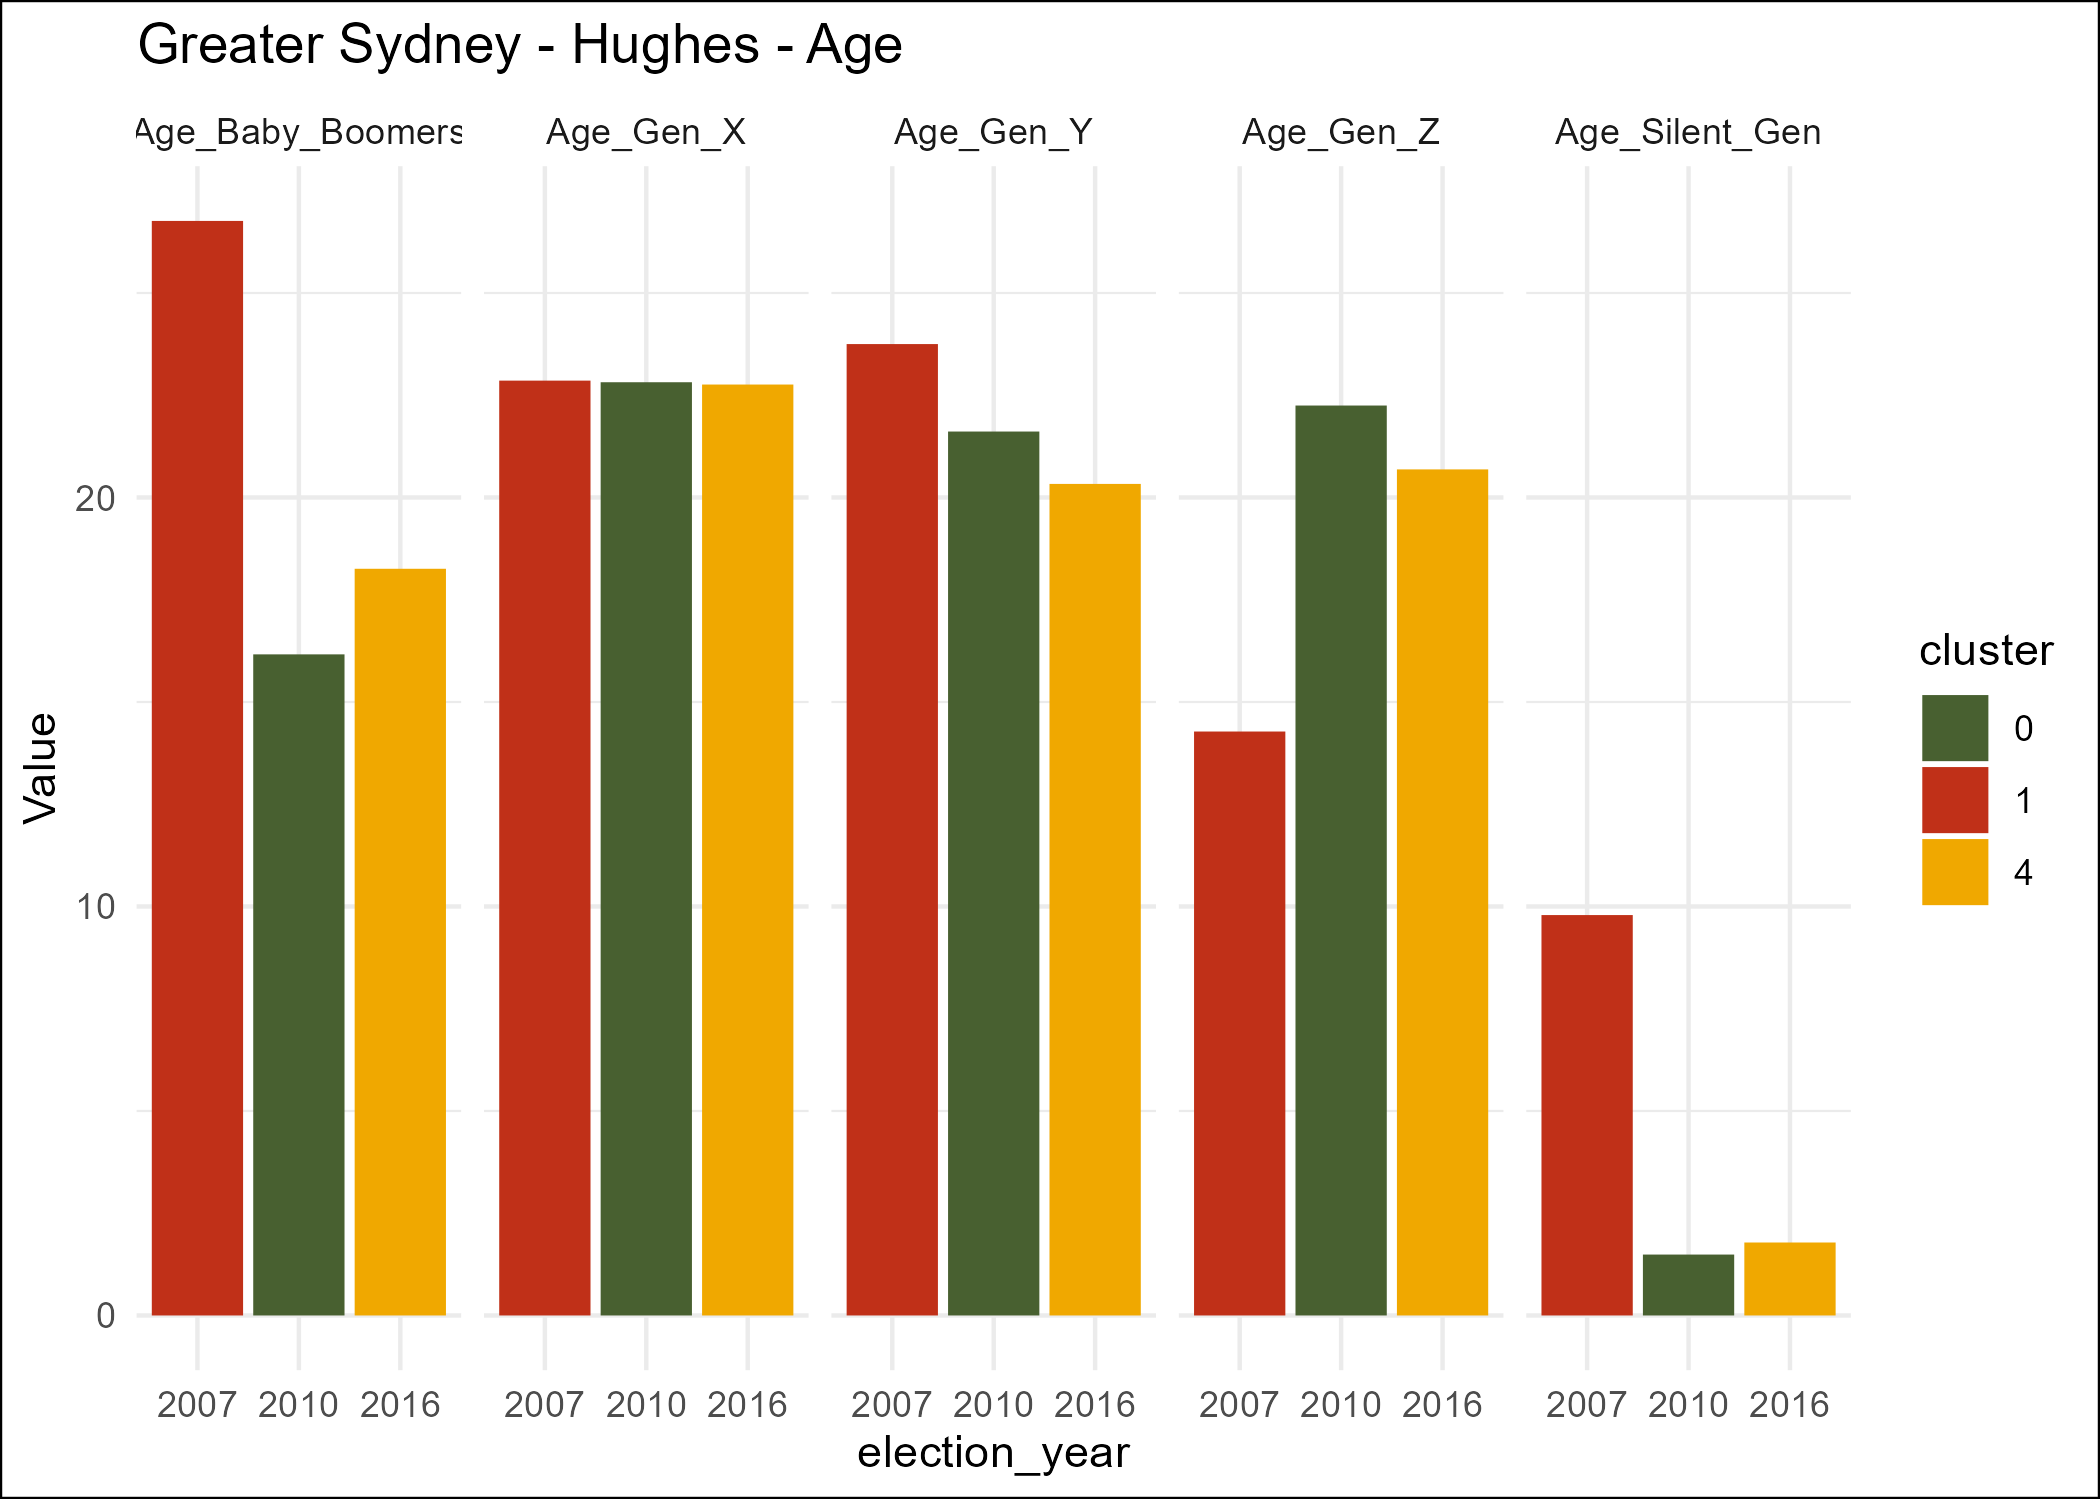 Greater Sydney - Hughes - Age
Age_Baby_Boomers Age_Gen_X Age_Gen_Y Age_Gen_Z Age_Silent_Gen
20
10
0
Value
2007 2010 2016 2007 2010 2016 2007 2010 2016 2007 2010 2016 2007 2010 2016
election_year
cluster
0
1
4